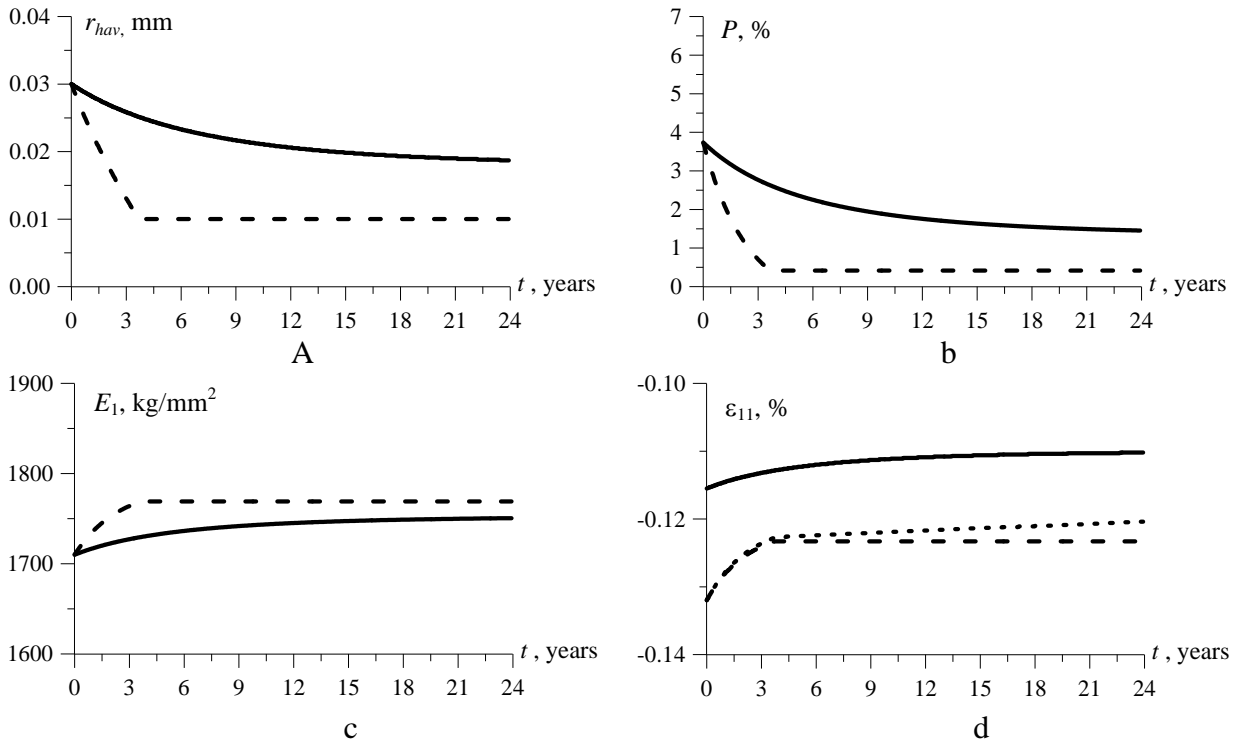 r_hav, mm
0.04
0.03
0.02
0.01
0.00
0 3 6 9 12 15 18 21 24
t , years
A
P, %
7
6
5
4
3
2
1
0
0 3 6 9 12 15 18 21 24
t , years
b
E₁, kg/mm²
1900
1800
1700
1600
0 3 6 9 12 15 18 21 24
t , years
c
ε₁₁, %
-0.10
-0.12
-0.14
0 3 6 9 12 15 18 21 24
t , years
d